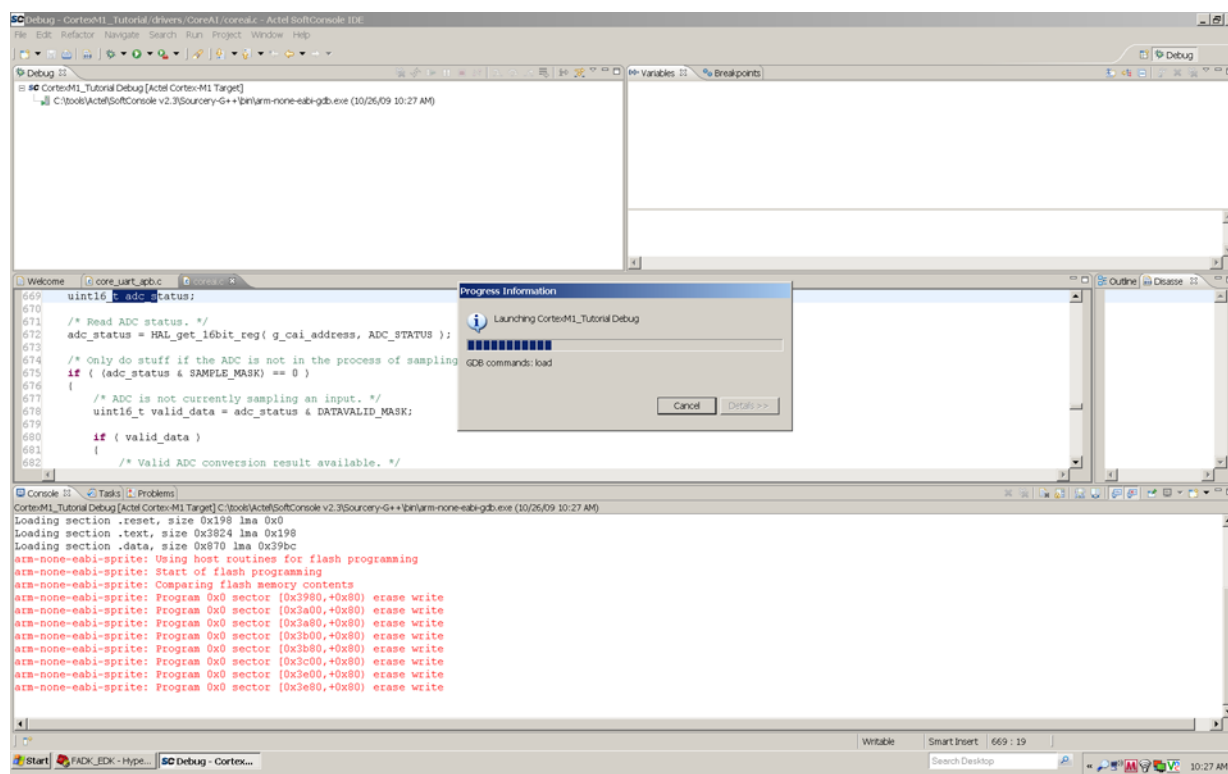 SC Debug - CortexM1_Tutorial/drivers/CoreAI/coreai.c - Actel SoftConsole IDE
File Edit Refactor Navigate Search Run Project Window Help
Debug
Debug
Variables Breakpoints
SC CortexM1_Tutorial Debug [Actel Cortex-M1 Target]
C:\tools\Actel\SoftConsole v2.3\Sourcery-G++\bin\arm-none-eabi-gdb.exe (10/26/09 10:27 AM)
Welcome core_uart_apb.c coreai.c
Outline Disasse
669 uint16_t adc_status;
670
671 /* Read ADC status. */
672 adc_status = HAL_get_16bit_reg( g_cai_address, ADC_STATUS );
673
674 /* Only do stuff if the ADC is not in the process of sampling
675 if ( (adc_status & SAMPLE_MASK) == 0 )
676 {
677 /* ADC is not currently sampling an input. */
678 uint16_t valid_data = adc_status & DATAVALID_MASK;
679
680 if ( valid_data )
681 {
682 /* Valid ADC conversion result available. */
Progress Information
Launching CortexM1_Tutorial Debug
GDB commands: load
Cancel Details >>
Console Tasks Problems
CortexM1_Tutorial Debug [Actel Cortex-M1 Target] C:\tools\Actel\SoftConsole v2.3\Sourcery-G++\bin\arm-none-eabi-gdb.exe (10/26/09 10:27 AM)
Loading section .reset, size 0x198 lma 0x0
Loading section .text, size 0x3824 lma 0x198
Loading section .data, size 0x870 lma 0x39bc
arm-none-eabi-sprite: Using host routines for flash programming
arm-none-eabi-sprite: Start of flash programming
arm-none-eabi-sprite: Comparing flash memory contents
arm-none-eabi-sprite: Program 0x0 sector [0x3980,+0x80) erase write
arm-none-eabi-sprite: Program 0x0 sector [0x3a00,+0x80) erase write
arm-none-eabi-sprite: Program 0x0 sector [0x3a80,+0x80) erase write
arm-none-eabi-sprite: Program 0x0 sector [0x3b00,+0x80) erase write
arm-none-eabi-sprite: Program 0x0 sector [0x3b80,+0x80) erase write
arm-none-eabi-sprite: Program 0x0 sector [0x3c00,+0x80) erase write
arm-none-eabi-sprite: Program 0x0 sector [0x3e00,+0x80) erase write
arm-none-eabi-sprite: Program 0x0 sector [0x3e80,+0x80) erase write
Writable Smart Insert 669 : 19
Start FADK_EDK - Hype... SC Debug - Cortex... Search Desktop 10:27 AM